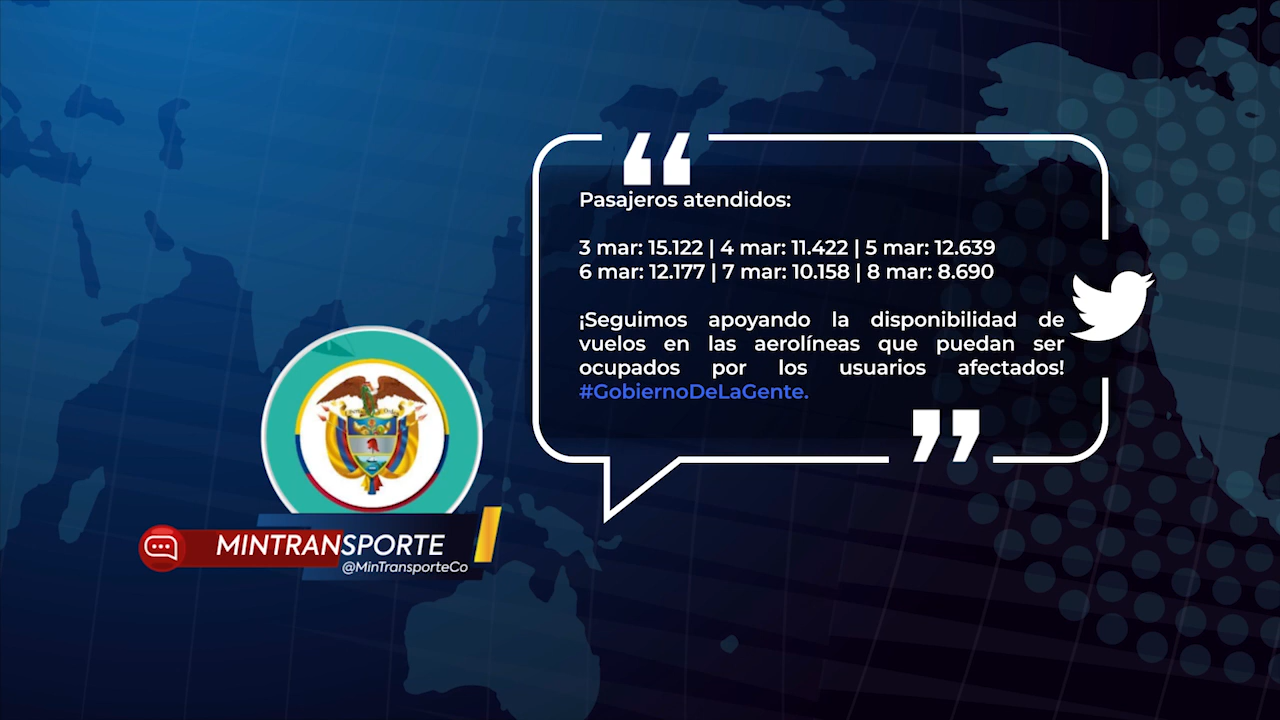 Pasajeros atendidos:
3 mar: 15.122 | 4 mar: 11.422 | 5 mar: 12.639
6 mar: 12.177 | 7 mar: 10.158 | 8 mar: 8.690
¡Seguimos apoyando la disponibilidad de
vuelos en las aerolíneas que puedan ser
ocupados por los usuarios afectados!
#GobiernoDeLaGente.
MINTRANSPORTE
@MinTransporteCo